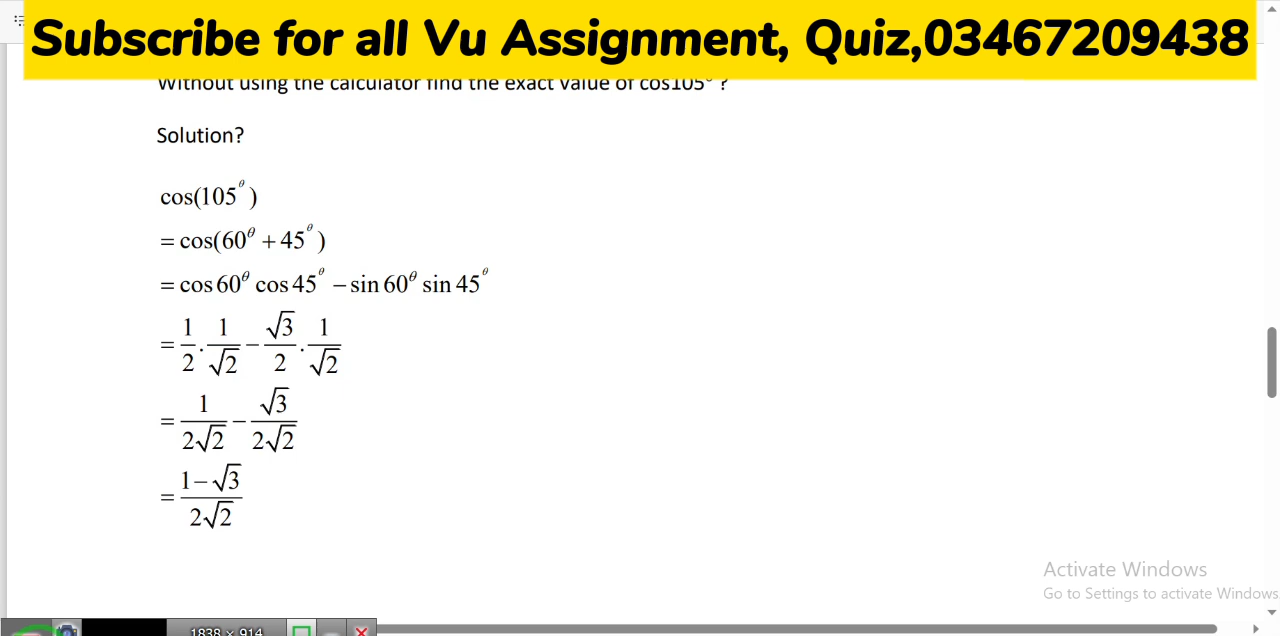 Subscribe for all Vu Assignment, Quiz,03467209438
Without using the calculator find the exact value of cos105° ?
Solution?
cos(105^θ)
= cos(60^θ + 45^θ)
= cos 60^θ cos 45^θ − sin 60^θ sin 45^θ
= 1/2 . 1/√2 − √3/2 . 1/√2
= 1/2√2 − √3/2√2
= 1−√3/2√2
Activate Windows
Go to Settings to activate Windows.
1838 × 914